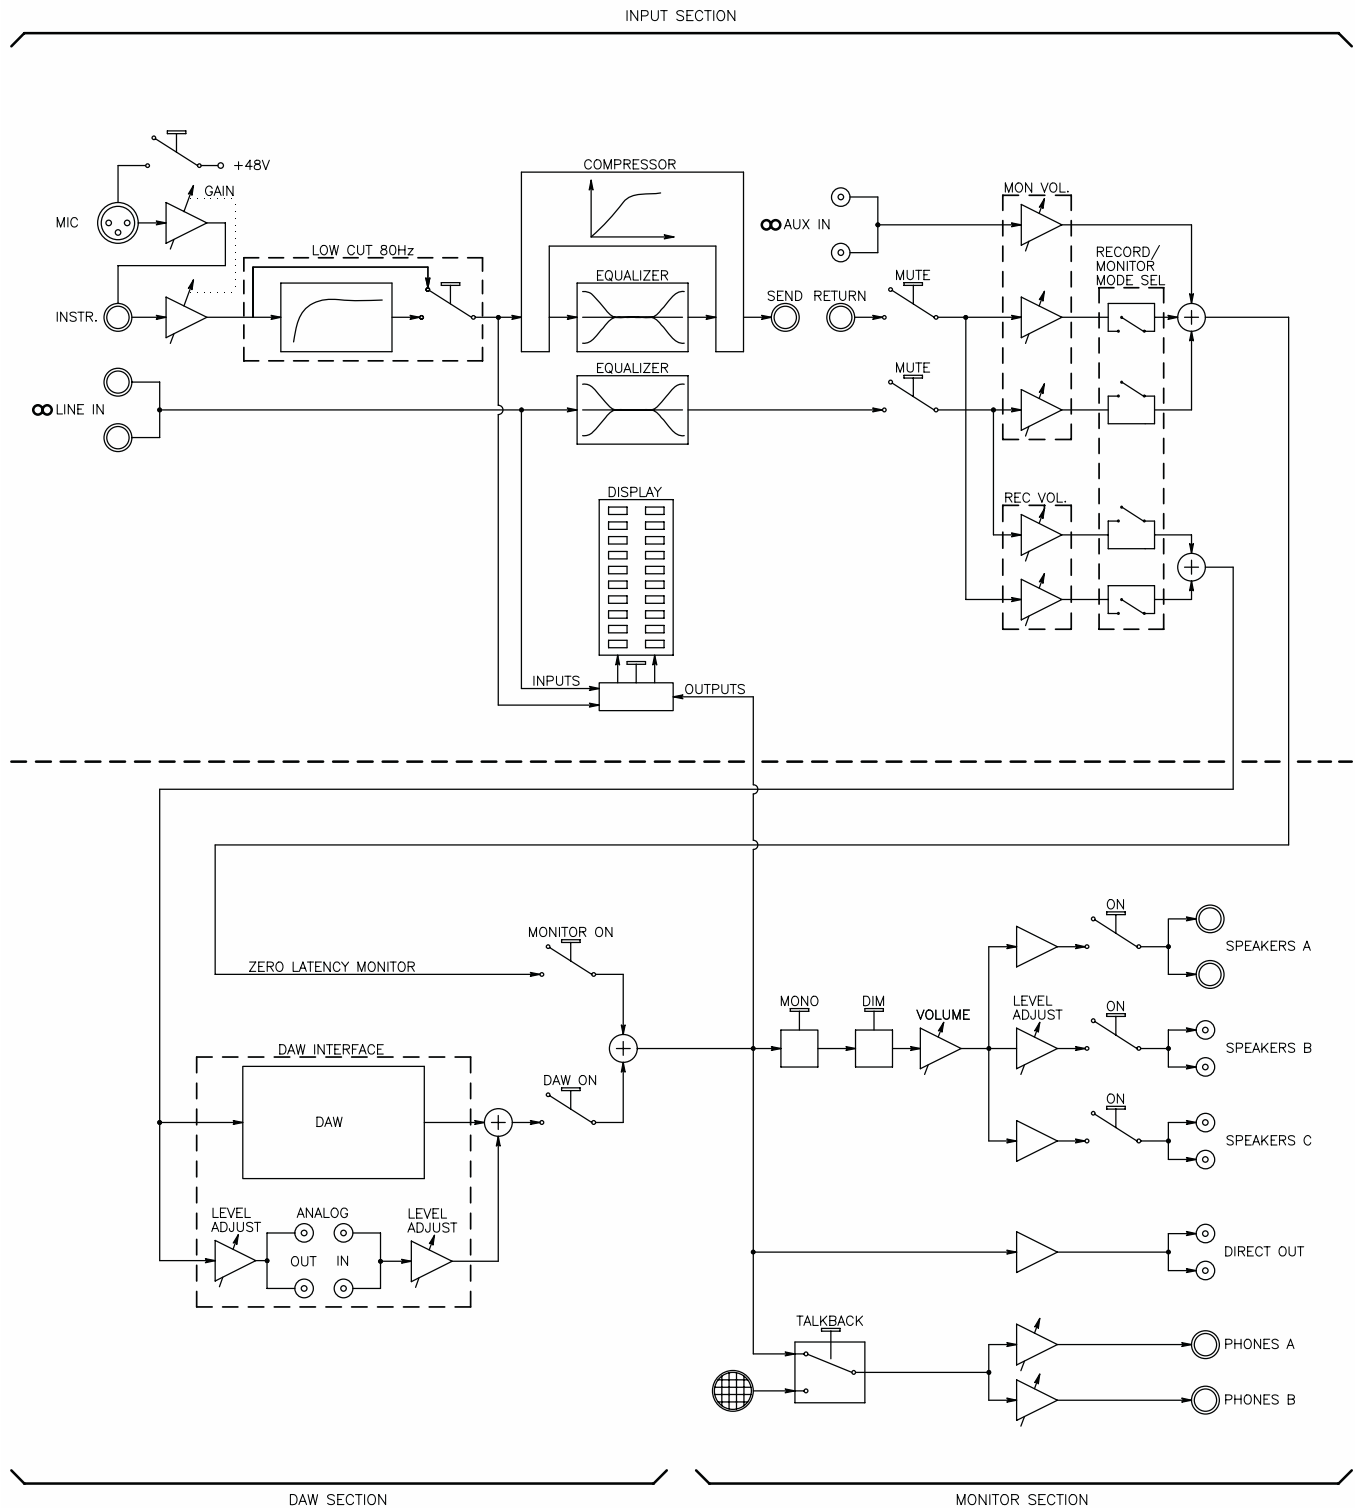 INPUT SECTION
+48V
GAIN
MIC
INSTR.
LINE IN
LOW CUT 80Hz
COMPRESSOR
EQUALIZER
EQUALIZER
SEND
RETURN
AUX IN
MUTE
MUTE
MON VOL.
RECORD/
MONITOR
MODE SEL
REC VOL.
DISPLAY
INPUTS
OUTPUTS
MONITOR ON
ZERO LATENCY MONITOR
DAW INTERFACE
DAW
DAW ON
LEVEL
ADJUST
ANALOG
OUT
IN
LEVEL
ADJUST
MONO
DIM
VOLUME
LEVEL
ADJUST
ON
SPEAKERS A
ON
SPEAKERS B
ON
SPEAKERS C
DIRECT OUT
TALKBACK
PHONES A
PHONES B
DAW SECTION
MONITOR SECTION